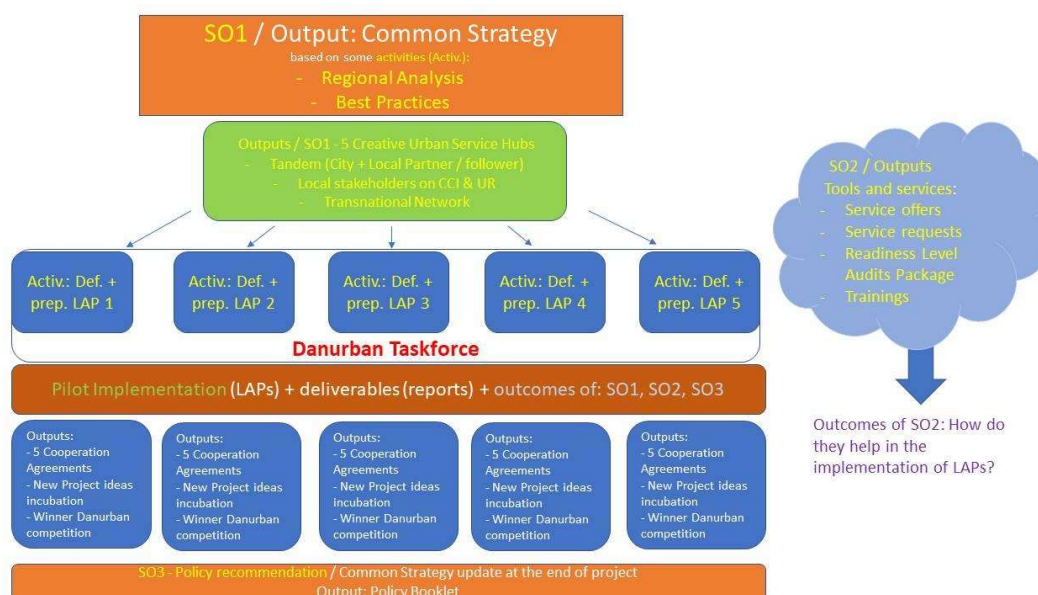 SO1 / Output: Common Strategy
based on some activities (Activ.):
- Regional Analysis
- Best Practices
Outputs / SO1 - 5 Creative Urban Service Hubs
- Tandem (City + Local Partner / follower)
- Local stakeholders on CCI & UR
- Transnational Network
SO2 / Outputs
Tools and services:
- Service offers
- Service requests
- Readiness Level
Audits Package
- Trainings
Activ.: Def. +
prep. LAP 1
Activ.: Def. +
prep. LAP 2
Activ.: Def. +
prep. LAP 3
Activ.: Def. +
prep. LAP 4
Activ.: Def. +
prep. LAP 5
Danurban Taskforce
Pilot Implementation (LAPs) + deliverables (reports) + outcomes of: SO1, SO2, SO3
Outcomes of SO2: How do
they help in the
implementation of LAPs?
Outputs:
- 5 Cooperation
Agreements
- New Project ideas
incubation
- Winner Danurban
competition
Outputs:
- 5 Cooperation
Agreements
- New Project ideas
incubation
- Winner Danurban
competition
Outputs:
- 5 Cooperation
Agreements
- New Project ideas
incubation
- Winner Danurban
competition
Outputs:
- 5 Cooperation
Agreements
- New Project ideas
incubation
- Winner Danurban
competition
Outputs:
- 5 Cooperation
Agreements
- New Project ideas
incubation
- Winner Danurban
competition
SO3 - Policy recommendation / Common Strategy update at the end of project
Output: Policy Booklet